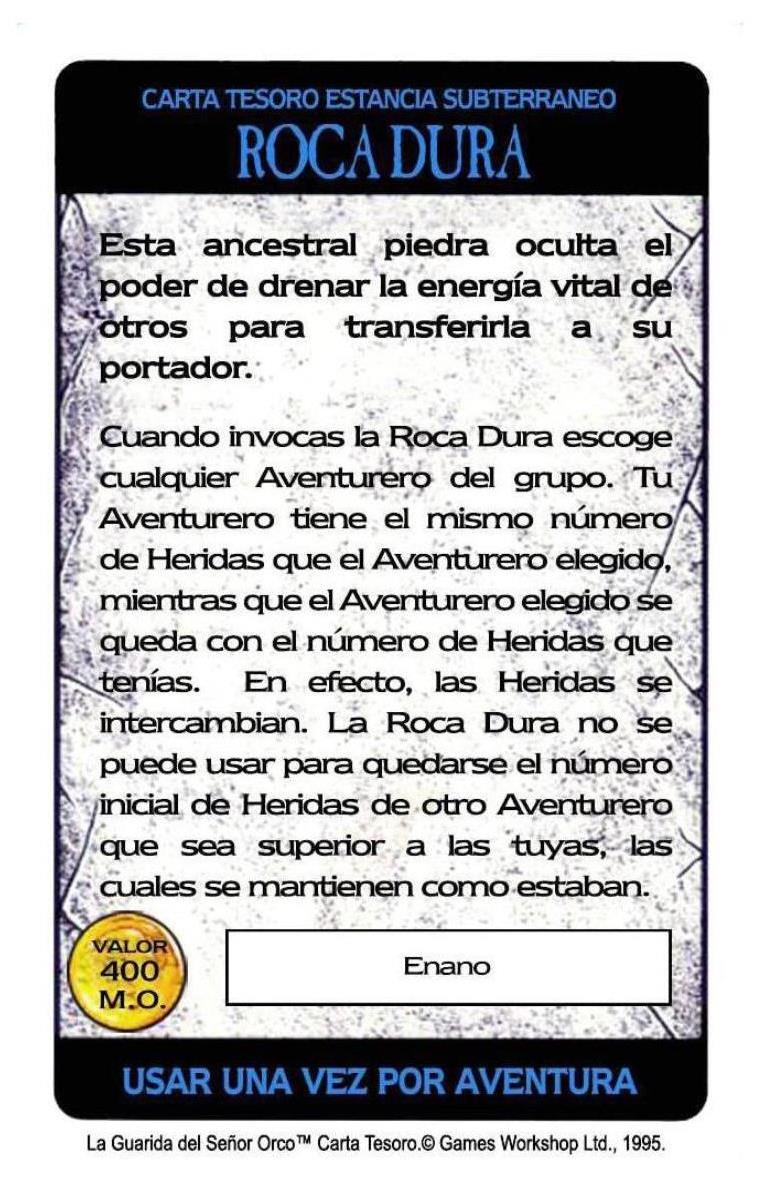 CARTA TESORO ESTANCIA SUBTERRANEO
ROCA DURA
Esta ancestral piedra oculta el
poder de drenar la energía vital de
otros para transferirla a su
portador.
Cuando invocas la Roca Dura escoge
cualquier Aventurero del grupo. Tu
Aventurero tiene el mismo número
de Heridas que el Aventurero elegido,
mientras que el Aventurero elegido se
queda con el número de Heridas que
tenías. En efecto, las Heridas se
intercambian. La Roca Dura no se
puede usar para quedarse el número
inicial de Heridas de otro Aventurero
que sea superior a las tuyas, las
cuales se mantienen como estaban.
VALOR
400
M.O.
Enano
USAR UNA VEZ POR AVENTURA
La Guarida del Señor Orco™ Carta Tesoro.© Games Workshop Ltd., 1995.